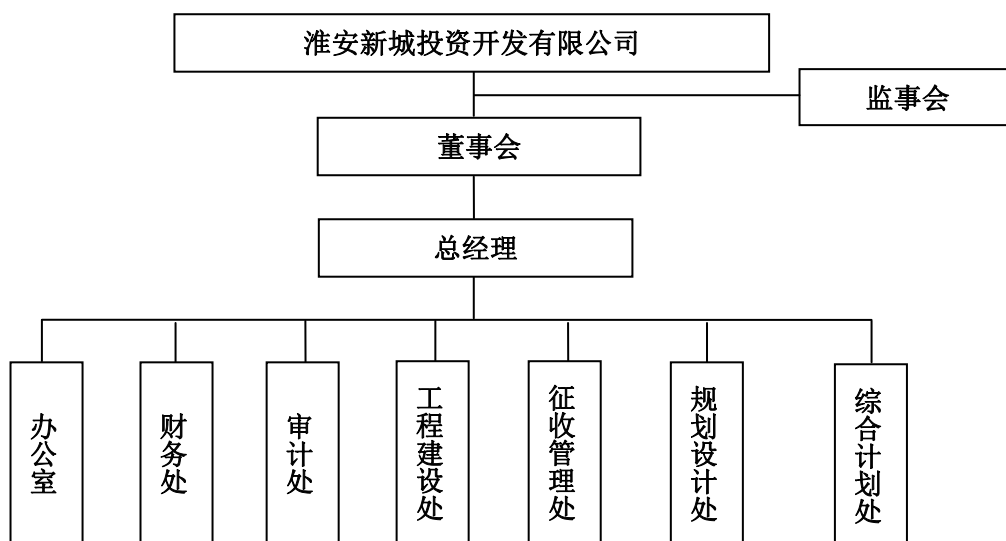 淮安新城投资开发有限公司
监事会
董事会
总经理
办公室
财务处
审计处
工程建设处
征收管理处
规划设计处
综合计划处